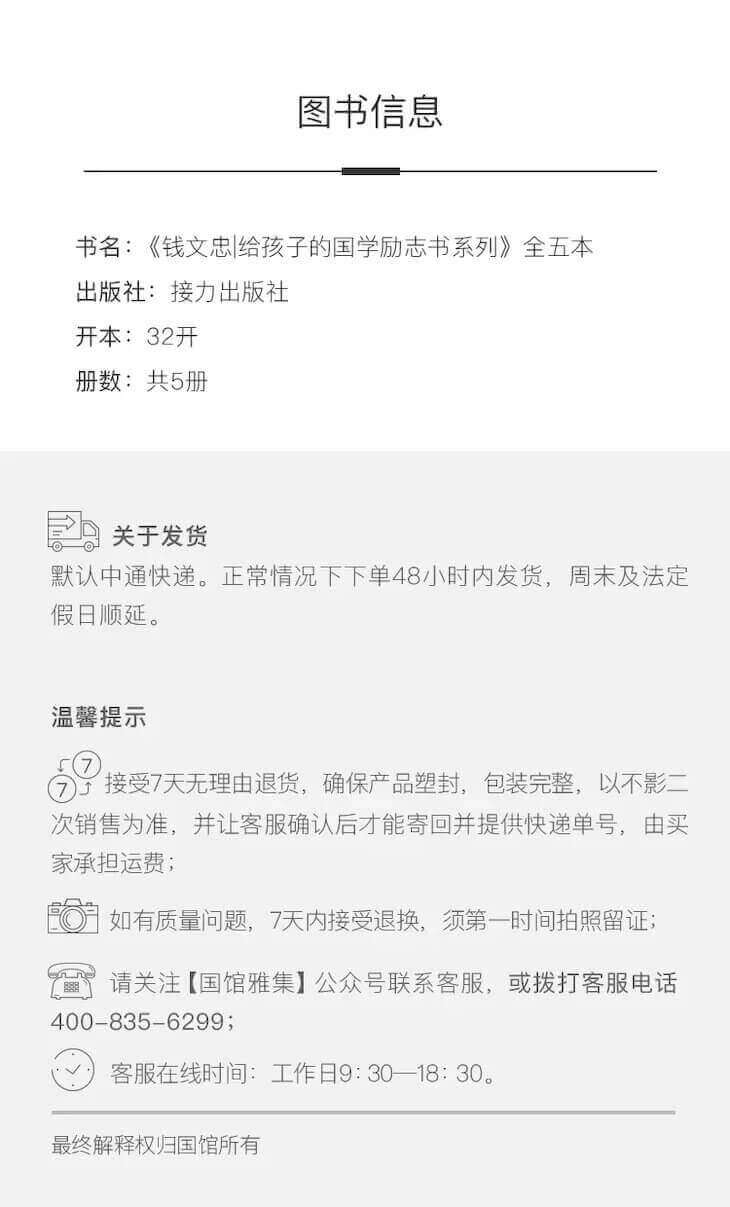 图书信息
书名：《钱文忠|给孩子的国学励志书系列》全五本
出版社：接力出版社
开本：32开
册数：共5册
关于发货
默认中通快递。正常情况下下单48小时内发货，周末及法定
假日顺延。
温馨提示
7
7
接受7天无理由退货，确保产品塑封，包装完整，以不影二
次销售为准，并让客服确认后才能寄回并提供快递单号，由买
家承担运费；
如有质量问题，7天内接受退换，须第一时间拍照留证；
请关注【国馆雅集】公众号联系客服，或拨打客服电话
400-835-6299；
客服在线时间：工作日9：30—18：30。
最终解释权归国馆所有